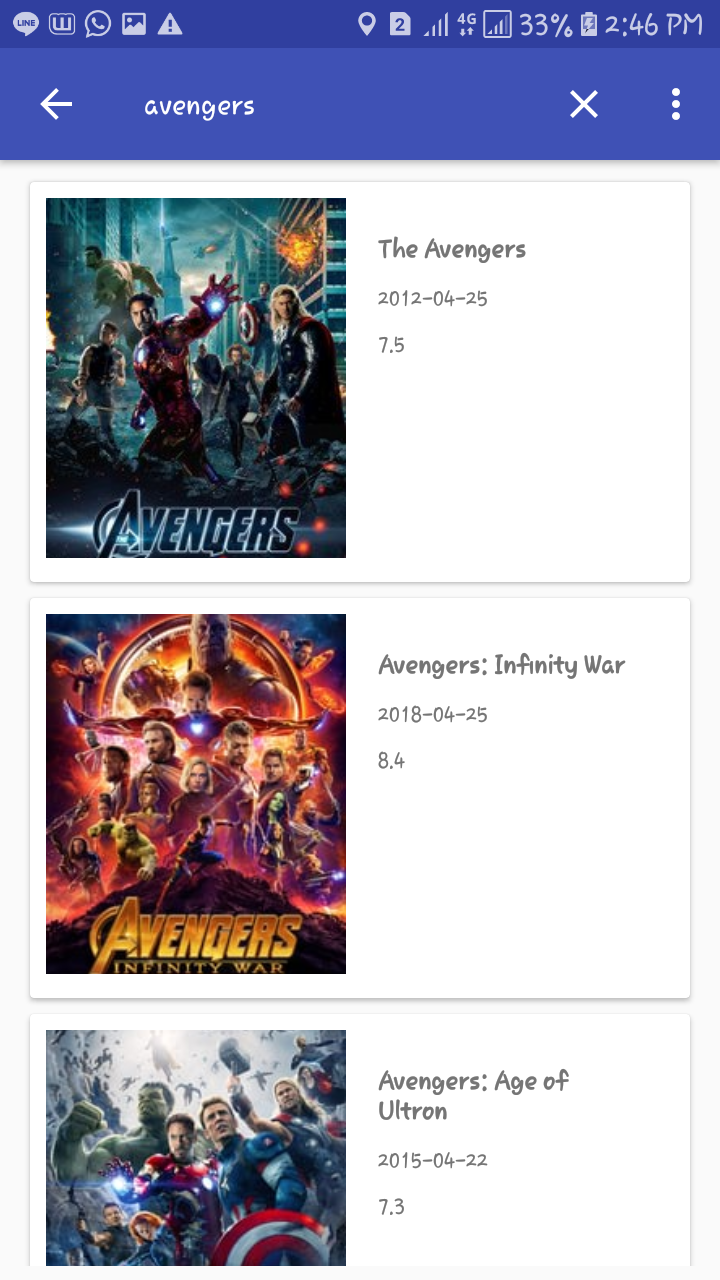 LINE
2
4G
33%
2:46 PM
avengers
The Avengers
2012-04-25
7.5
AVENGERS
Avengers: Infinity War
2018-04-25
8.4
AVENGERS
INFINITY WAR
Avengers: Age of
Ultron
2015-04-22
7.3